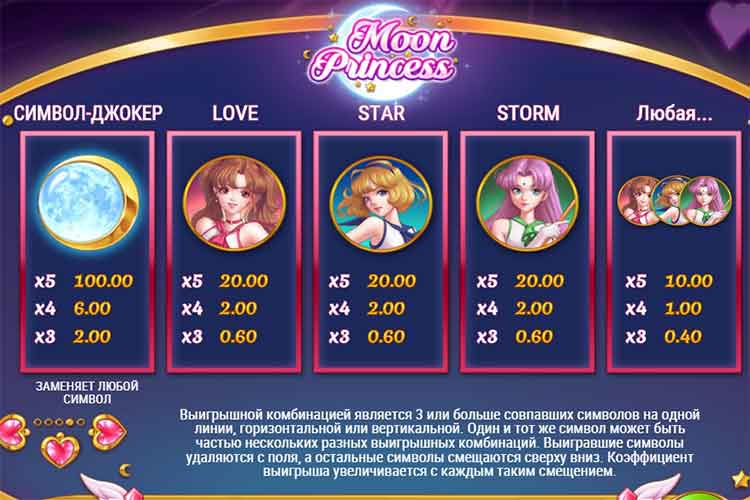 Moon
Princess
СИМВОЛ-ДЖОКЕР LOVE STAR STORM Любая...
x5 100.00 x5 20.00 x5 20.00 x5 20.00 x5 10.00
x4 6.00 x4 2.00 x4 2.00 x4 2.00 x4 1.00
x3 2.00 x3 0.60 x3 0.60 x3 0.60 x3 0.40
ЗАМЕНЯЕТ ЛЮБОЙ
СИМВОЛ
Выигрышной комбинацией является 3 или больше совпавших символов на одной
линии, горизонтальной или вертикальной. Один и тот же символ может быть
частью нескольких разных выигрышных комбинаций. Выигравшие символы
удаляются с поля, а остальные символы смещаются сверху вниз. Коэффициент
выигрыша увеличивается с каждым таким смещением.